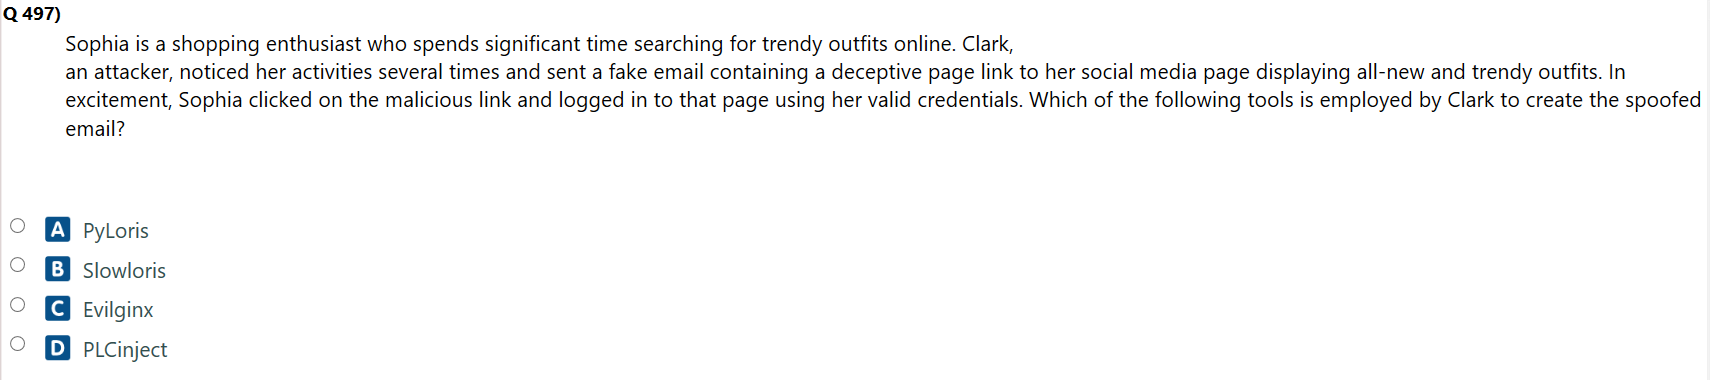 Q 497)
Sophia is a shopping enthusiast who spends significant time searching for trendy outfits online. Clark,
an attacker, noticed her activities several times and sent a fake email containing a deceptive page link to her social media page displaying all-new and trendy outfits. In
excitement, Sophia clicked on the malicious link and logged in to that page using her valid credentials. Which of the following tools is employed by Clark to create the spoofed
email?
A PyLoris
B Slowloris
C Evilginx
D PLCinject